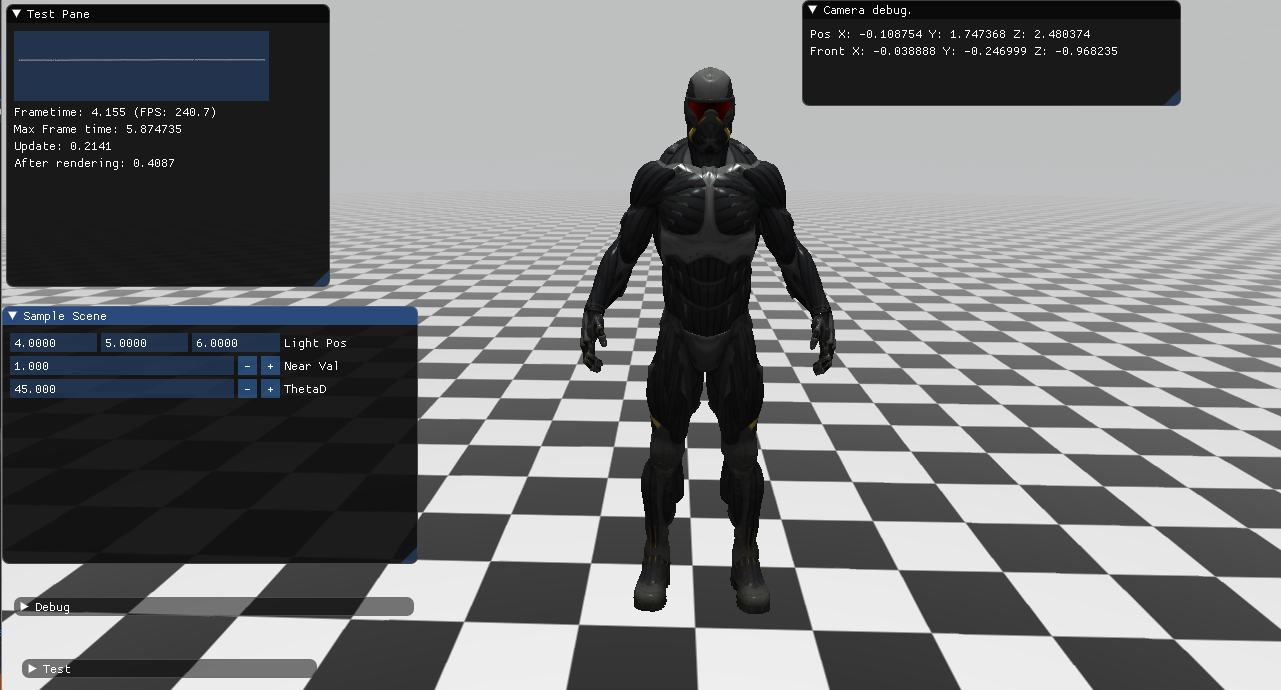 Test Pane
Frametime: 4.155 (FPS: 240.7)
Max Frame time: 5.874735
Update: 0.2141
After rendering: 0.4087
Camera debug.
Pos X: -0.108754 Y: 1.747368 Z: 2.480374
Front X: -0.038888 Y: -0.246999 Z: -0.968235
Sample Scene
4.0000 5.0000 6.0000 Light Pos
1.000 - + Near Val
45.000 - + ThetaD
Debug
Test